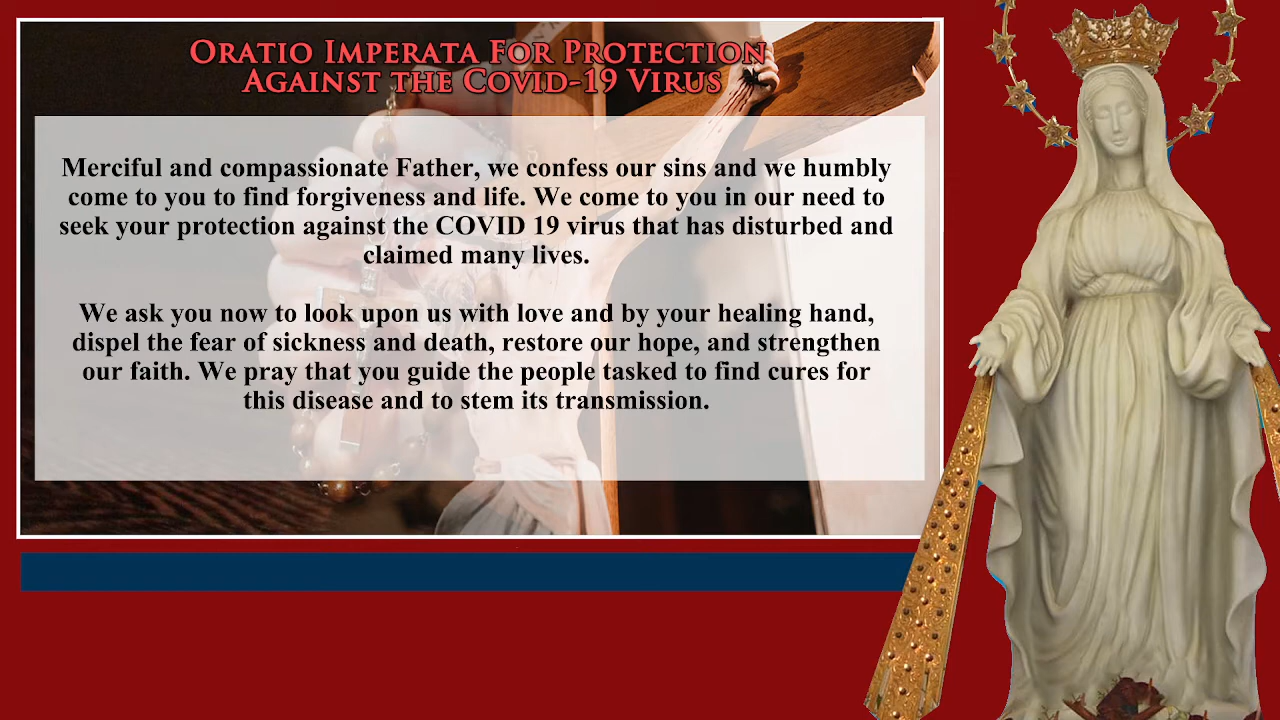 Oratio Imperata For Protection
Against the Covid-19 Virus
Merciful and compassionate Father, we confess our sins and we humbly
come to you to find forgiveness and life. We come to you in our need to
seek your protection against the COVID 19 virus that has disturbed and
claimed many lives.
We ask you now to look upon us with love and by your healing hand,
dispel the fear of sickness and death, restore our hope, and strengthen
our faith. We pray that you guide the people tasked to find cures for
this disease and to stem its transmission.